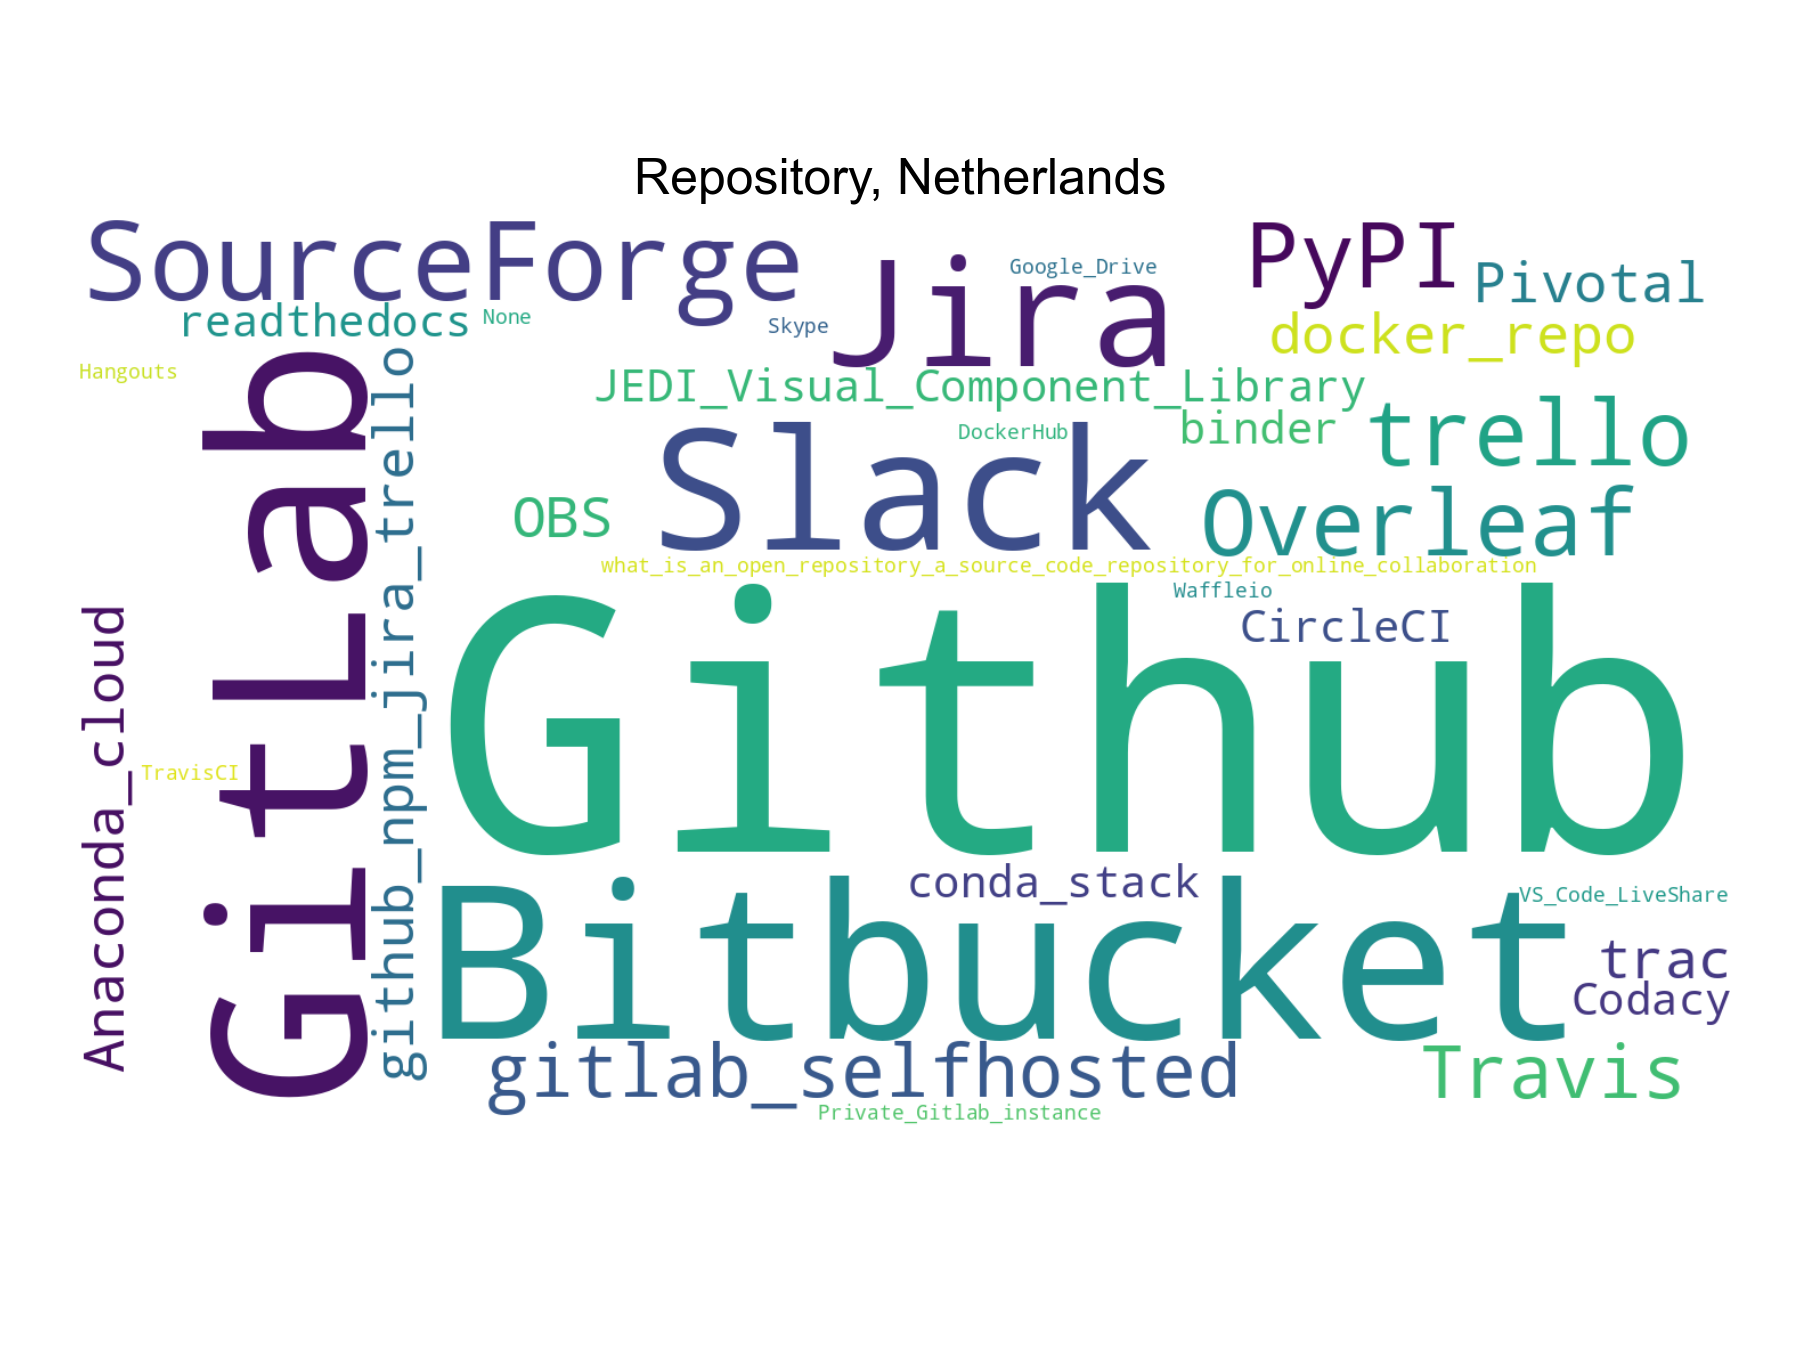 Repository, Netherlands
SourceForge
Jira
Google_Drive
PyPI
Pivotal
readthedocs
None
Skype
docker_repo
Hangouts
JEDI_Visual_Component_Library
DockerHub
binder
trello
OBS
Slack
Overleaf
what_is_an_open_repository_a_source_code_repository_for_online_collaboration
Waffleio
CircleCI
Anaconda_cloud
TravisCI
GitLab
github_npm_jira_trello
Github
conda_stack
VS_Code_LiveShare
Bitbucket
trac
Codacy
gitlab_selfhosted
Travis
Private_Gitlab_instance